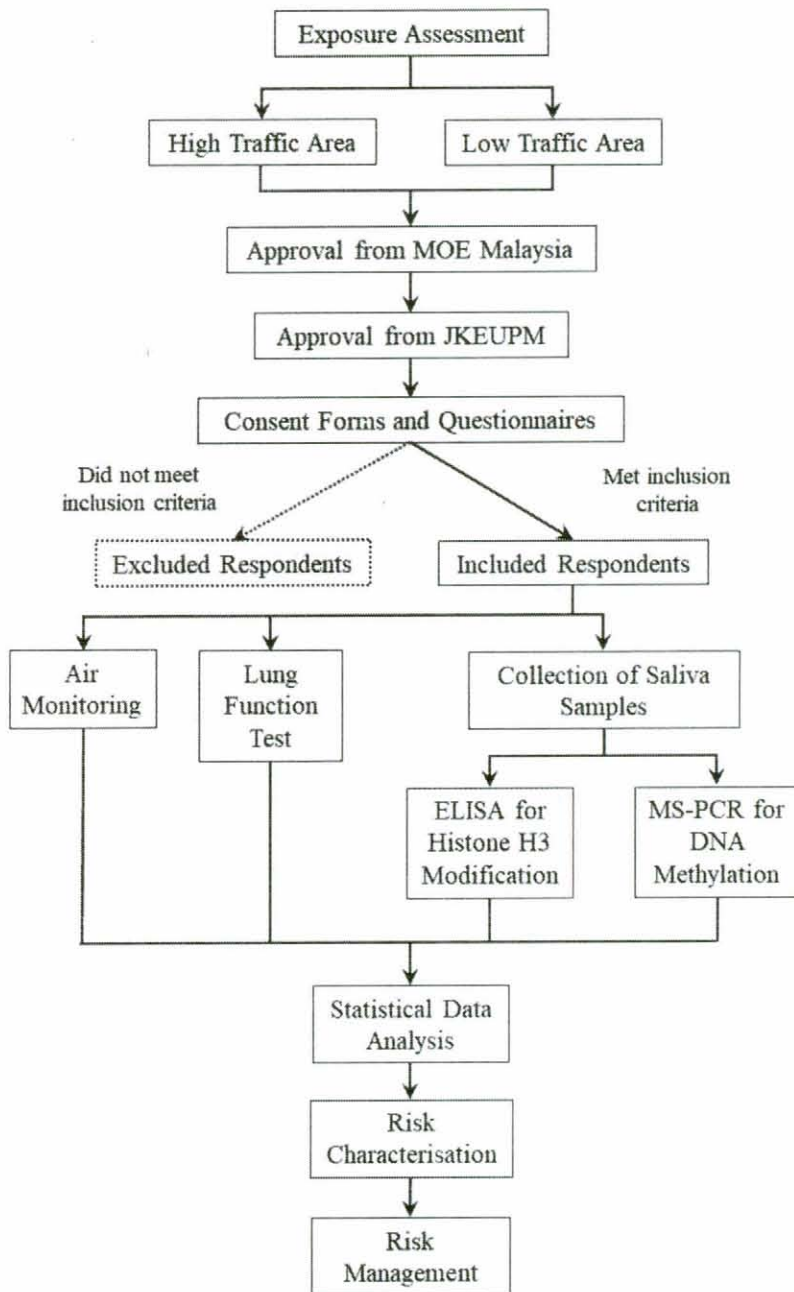 Exposure Assessment
High Traffic Area
Low Traffic Area
Approval from MOE Malaysia
Approval from JKEUPM
Consent Forms and Questionnaires
Did not meet
inclusion criteria
Met inclusion
criteria
Excluded Respondents
Included Respondents
Air
Monitoring
Lung
Function
Test
Collection of Saliva
Samples
ELISA for
Histone H3
Modification
MS-PCR for
DNA
Methylation
Statistical Data
Analysis
Risk
Characterisation
Risk
Management